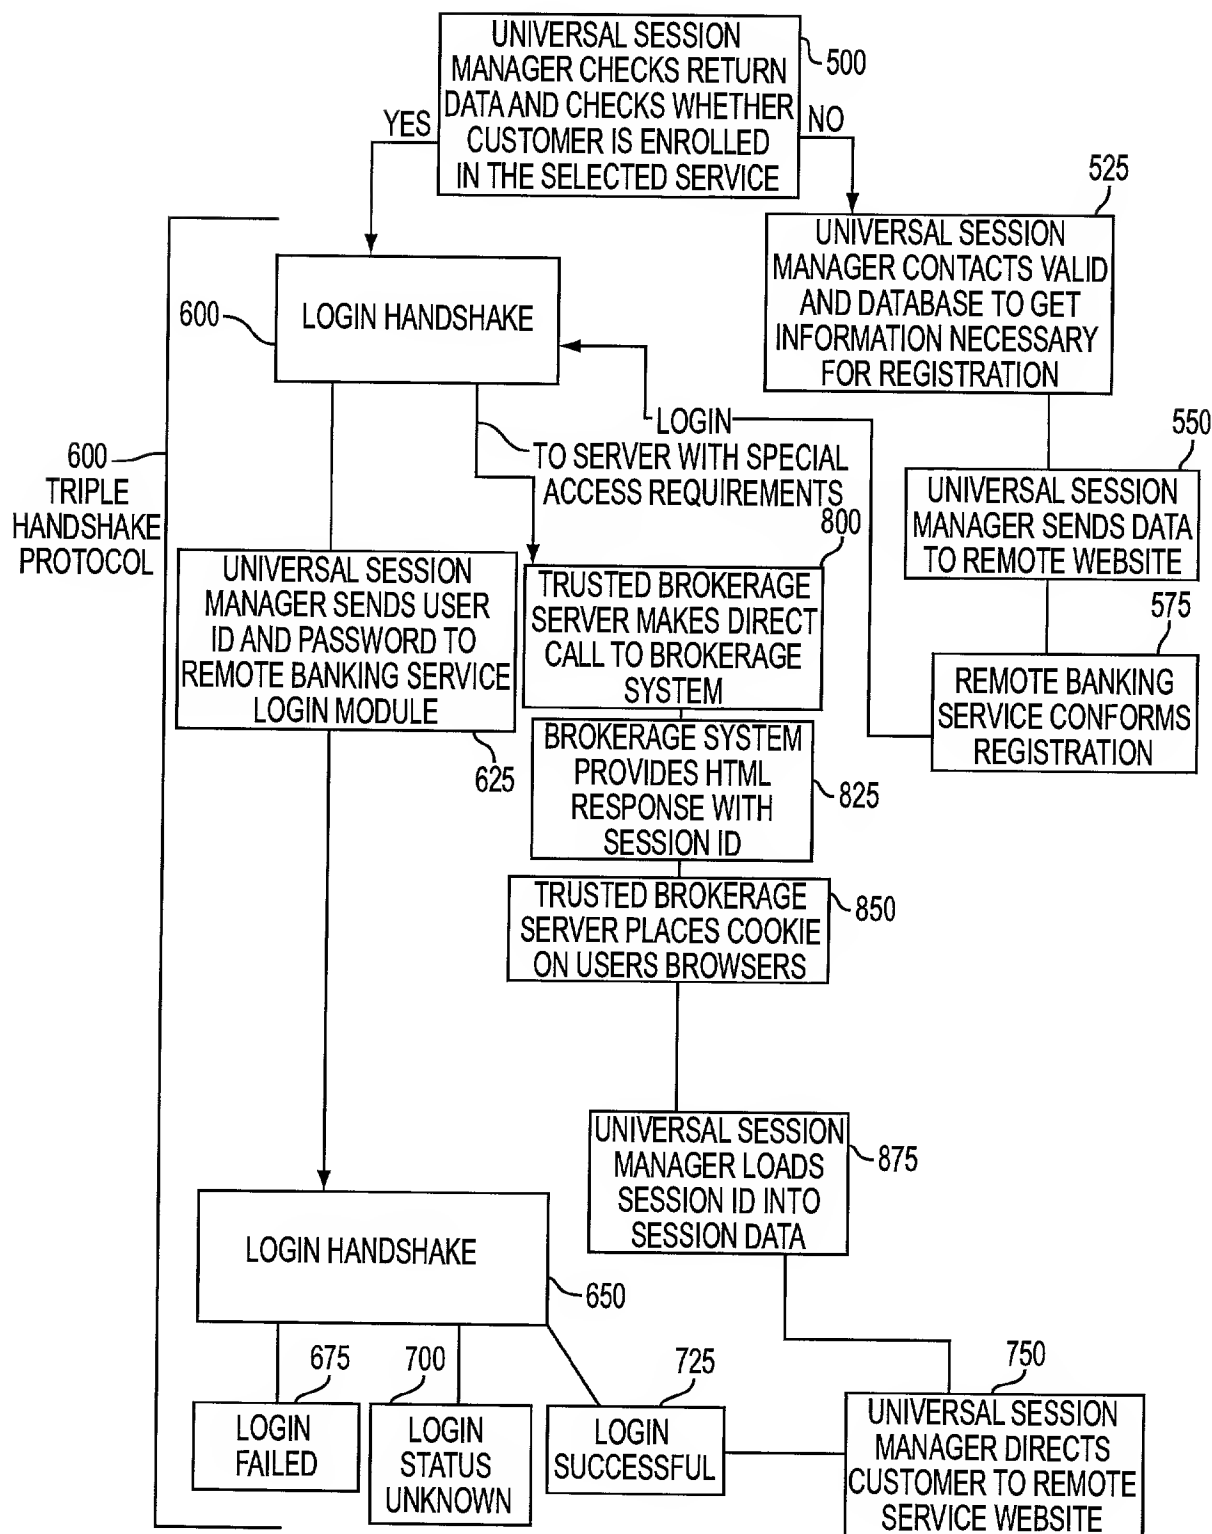 UNIVERSAL SESSION
MANAGER CHECKS RETURN
DATA AND CHECKS WHETHER
CUSTOMER IS ENROLLED
IN THE SELECTED SERVICE
500
YES
NO
525
UNIVERSAL SESSION
MANAGER CONTACTS VALID
AND DATABASE TO GET
INFORMATION NECESSARY
FOR REGISTRATION
LOGIN HANDSHAKE
600
LOGIN
TO SERVER WITH SPECIAL
ACCESS REQUIREMENTS
600
TRIPLE
HANDSHAKE
PROTOCOL
550
UNIVERSAL SESSION
MANAGER SENDS DATA
TO REMOTE WEBSITE
575
REMOTE BANKING
SERVICE CONFORMS
REGISTRATION
UNIVERSAL SESSION
MANAGER SENDS USER
ID AND PASSWORD TO
REMOTE BANKING SERVICE
LOGIN MODULE
625
800
TRUSTED BROKERAGE
SERVER MAKES DIRECT
CALL TO BROKERAGE
SYSTEM
BROKERAGE SYSTEM
PROVIDES HTML
RESPONSE WITH
SESSION ID
825
TRUSTED BROKERAGE
SERVER PLACES COOKIE
ON USERS BROWSERS
850
UNIVERSAL SESSION
MANAGER LOADS
SESSION ID INTO
SESSION DATA
875
LOGIN HANDSHAKE
650
675
LOGIN
FAILED
700
LOGIN
STATUS
UNKNOWN
725
LOGIN
SUCCESSFUL
750
UNIVERSAL SESSION
MANAGER DIRECTS
CUSTOMER TO REMOTE
SERVICE WEBSITE